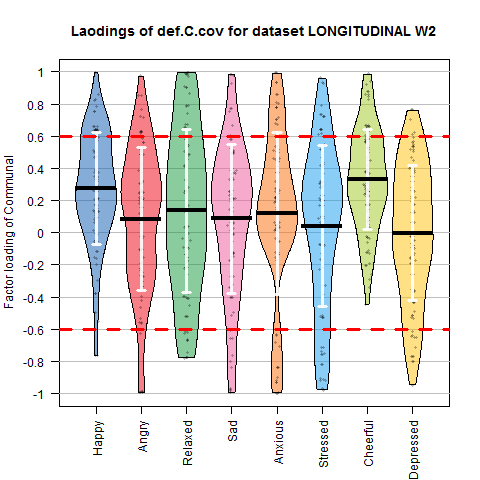 Laodings of def.C.cov for dataset LONGITUDINAL W2
Factor loading of Communal
1
0.8
0.6
0.4
0.2
0
-0.2
-0.4
-0.6
-0.8
-1
Happy
Angry
Relaxed
Sad
Anxious
Stressed
Cheerful
Depressed